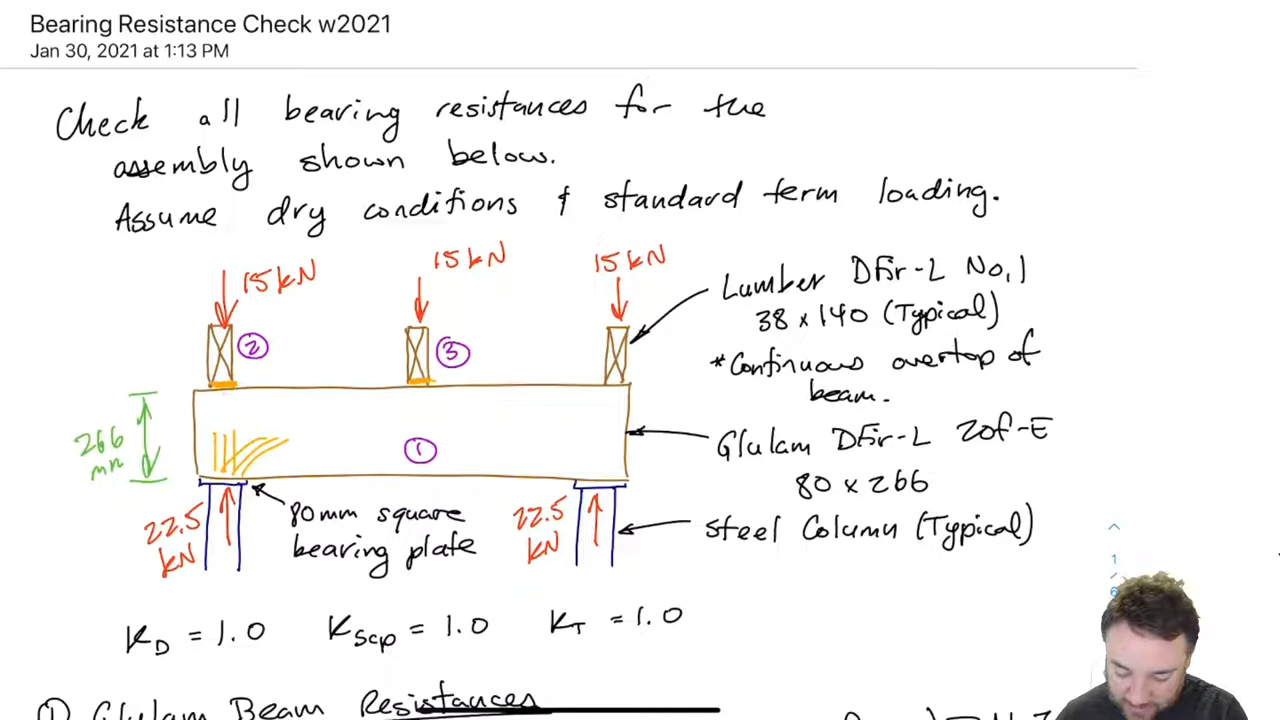 Bearing Resistance Check w2021
Jan 30, 2021 at 1:13 PM
Check all bearing resistances for the
assembly shown below.
Assume dry conditions & standard term loading.
15kN 15kN 15kN
Lumber DFir-L No.1
38 x 140 (Typical)
*Continuous overtop of
beam.
2 3
266
mm
1
Glulam DFir-L 20f-E
80 x 266
22.5
kN
80mm square
bearing plate
22.5
kN
Steel Column (Typical)
1
6
KD = 1.0 KScp = 1.0 KT = 1.0
1 Glulam Beam Resistances